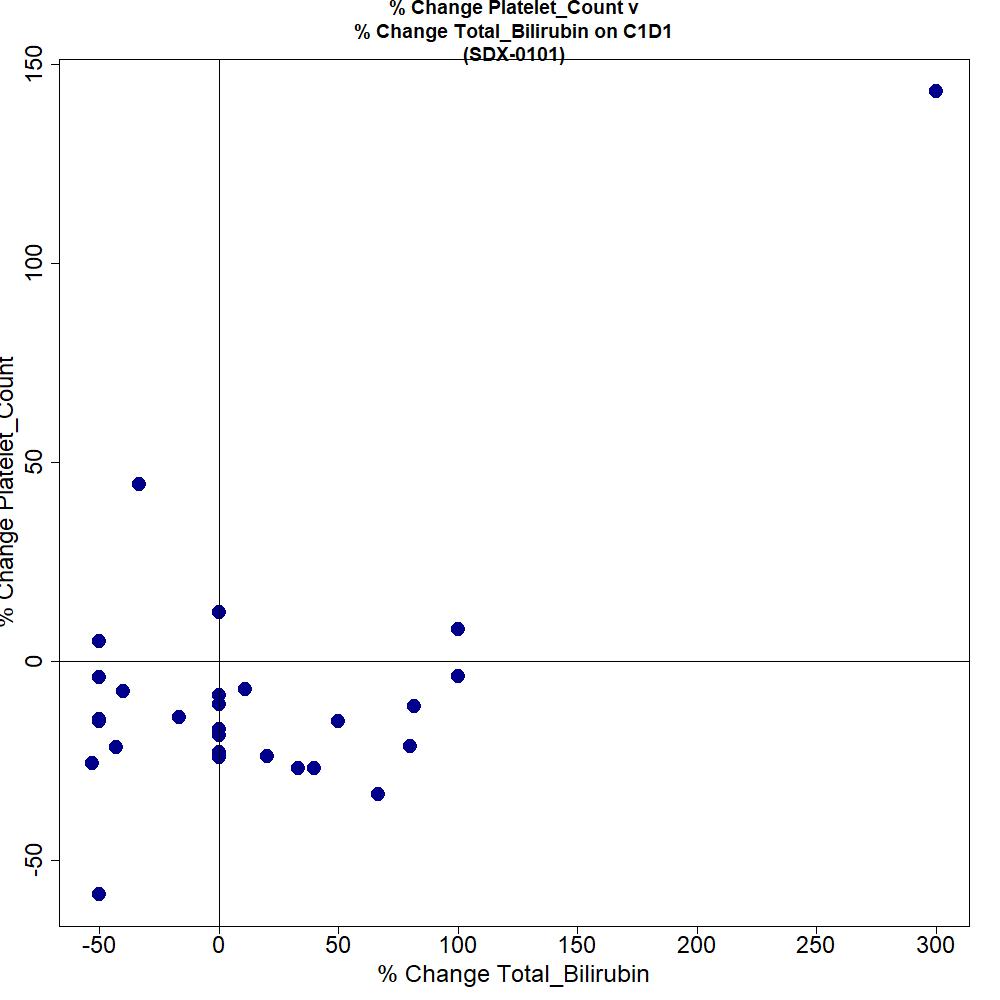 % Change Platelet_Count v
% Change Total_Bilirubin on C1D1
(SDX-0101)
% Change Platelet_Count
150
100
50
0
-50
-50
0
50
100
150
200
250
300
% Change Total_Bilirubin